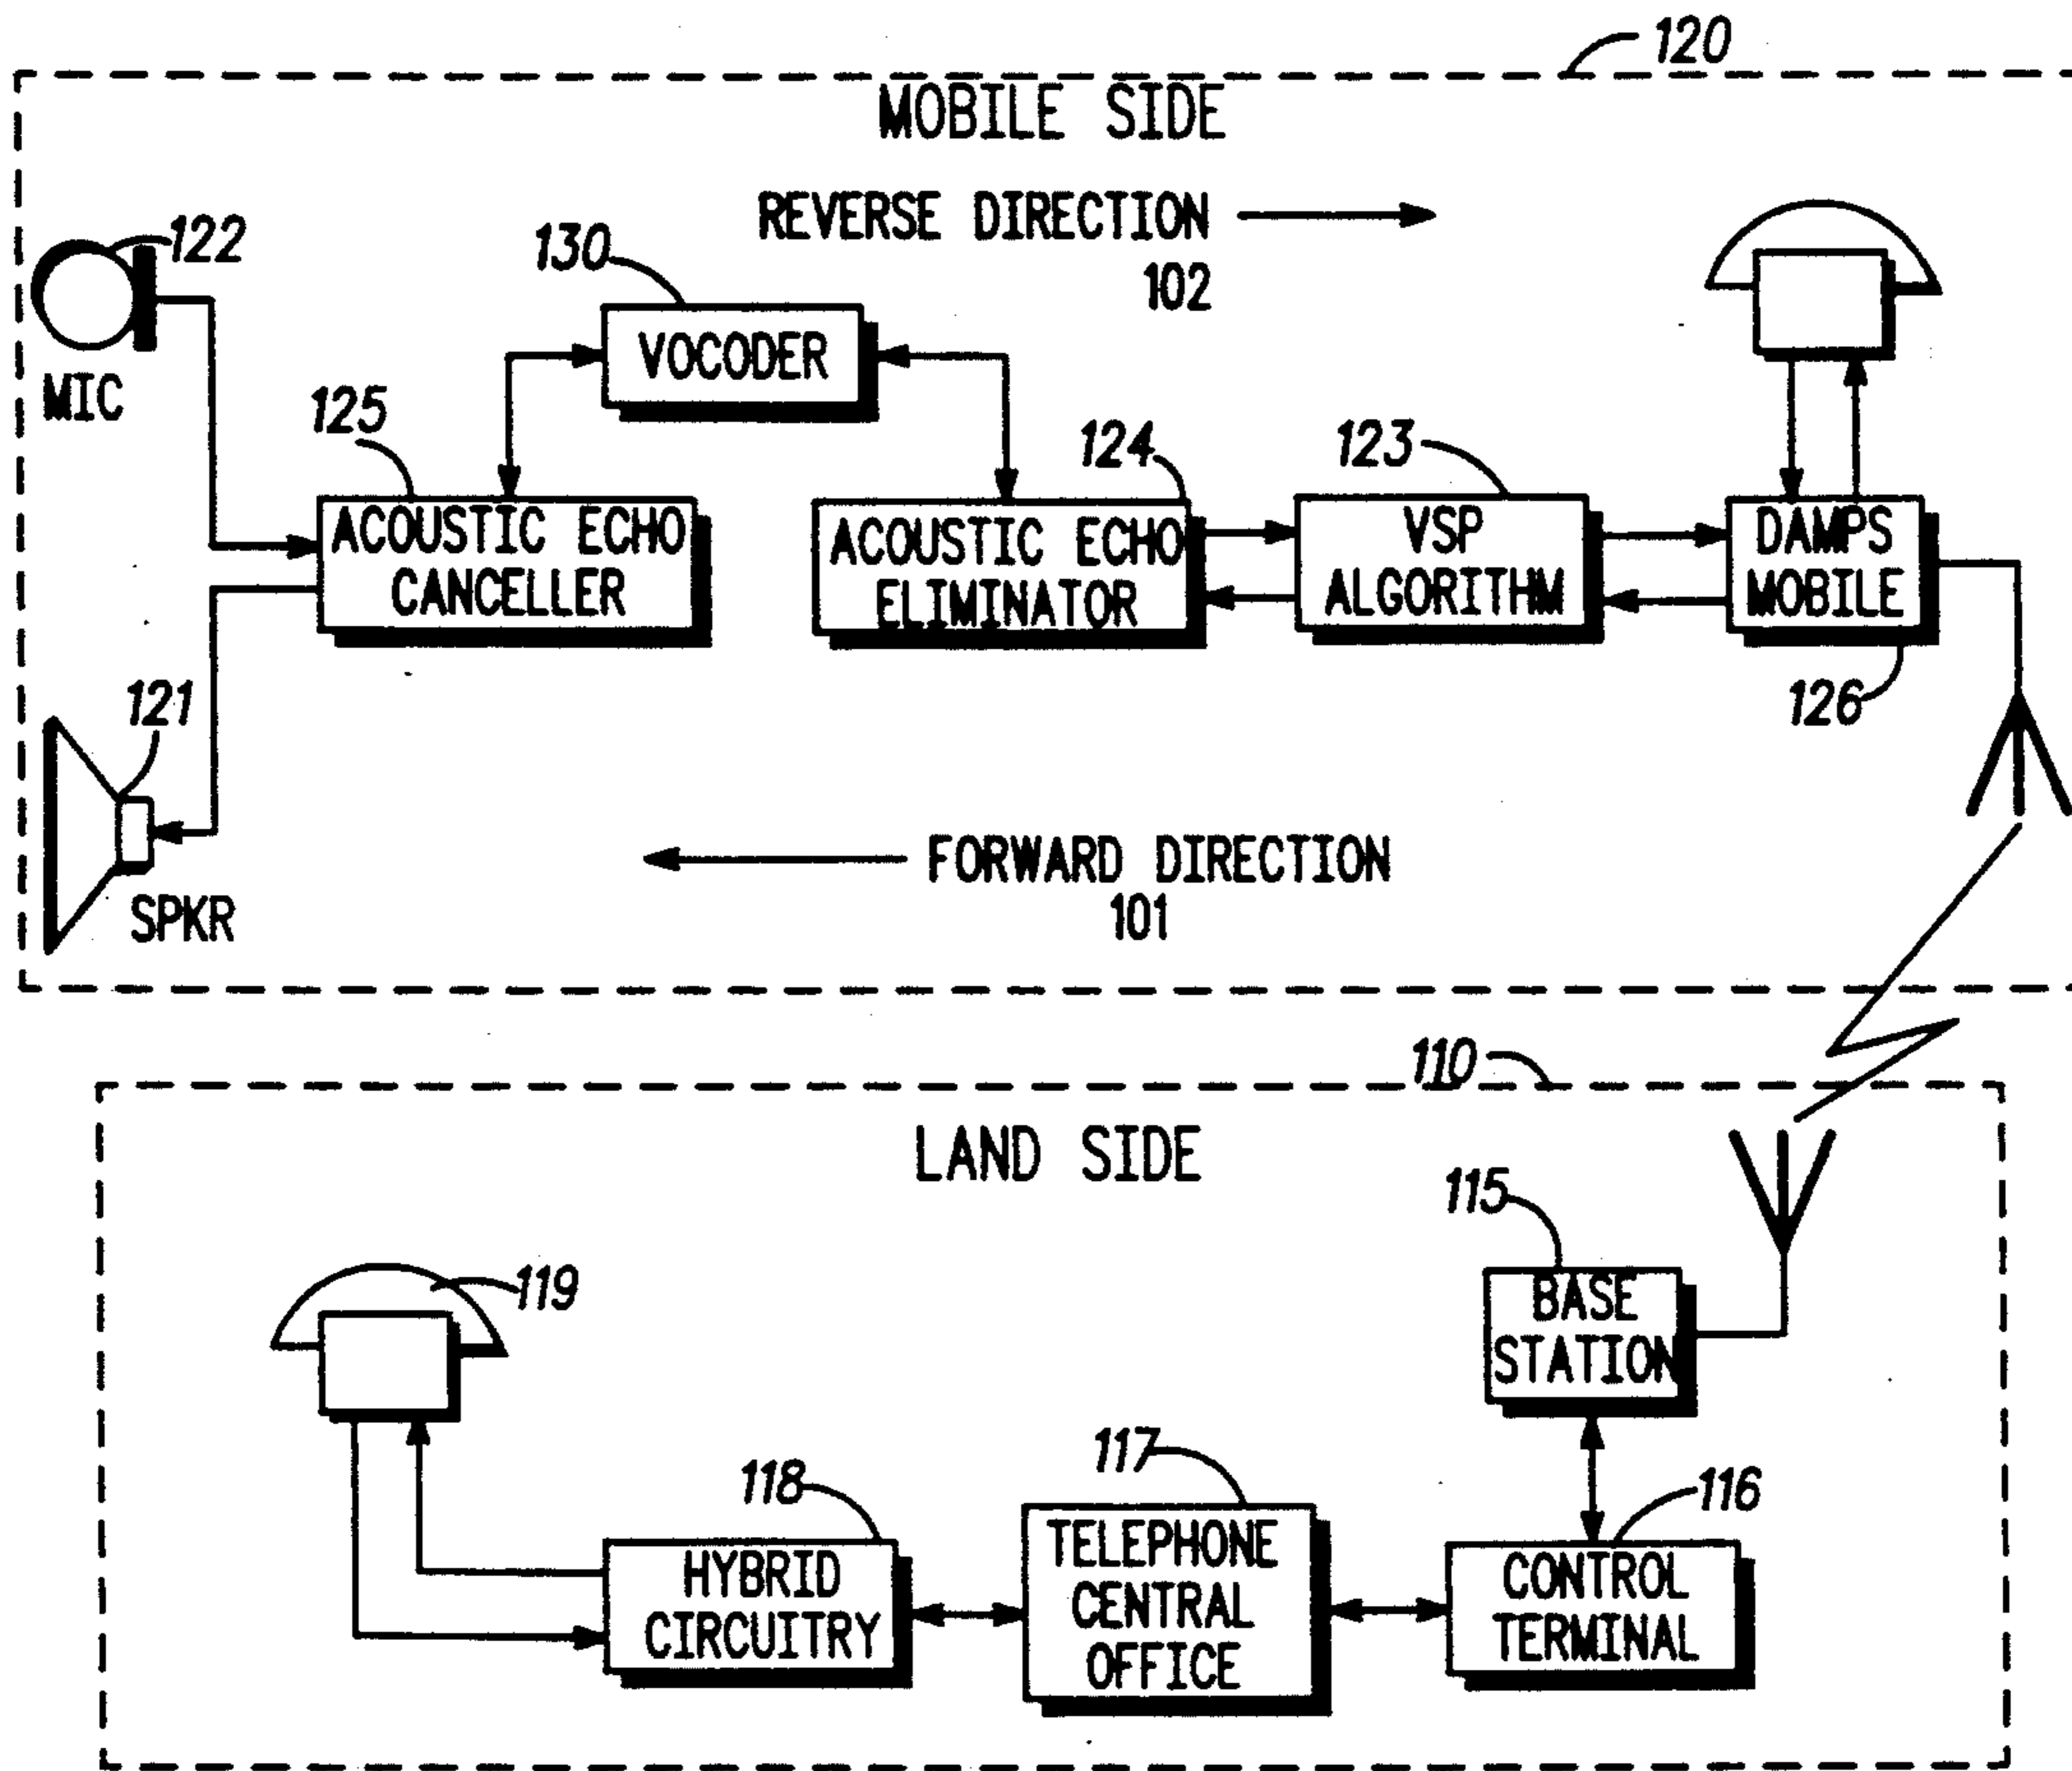 120
MOBILE SIDE
REVERSE DIRECTION
102
122
MIC
130
VOCODER
125
ACOUSTIC ECHO
CANCELLER
124
ACOUSTIC ECHO
ELIMINATOR
123
VSP
ALGORITHM
DAMPS
MOBILE
126
121
SPKR
FORWARD DIRECTION
101
110
LAND SIDE
115
BASE
STATION
119
118
HYBRID
CIRCUITRY
117
TELEPHONE
CENTRAL
OFFICE
116
CONTROL
TERMINAL